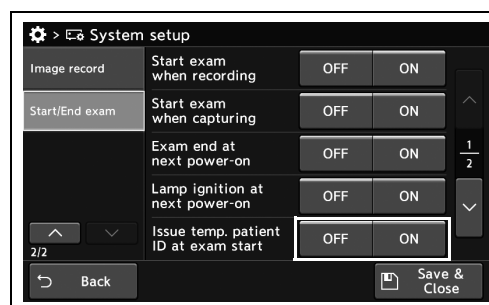 > System setup
Image record
Start/End exam
2/2
Start exam
when recording
OFF ON
Start exam
when capturing
OFF ON
Exam end at
next power-on
OFF ON
Lamp ignition at
next power-on
OFF ON
Issue temp. patient
ID at exam start
OFF ON
1
2
Back
Save &
Close